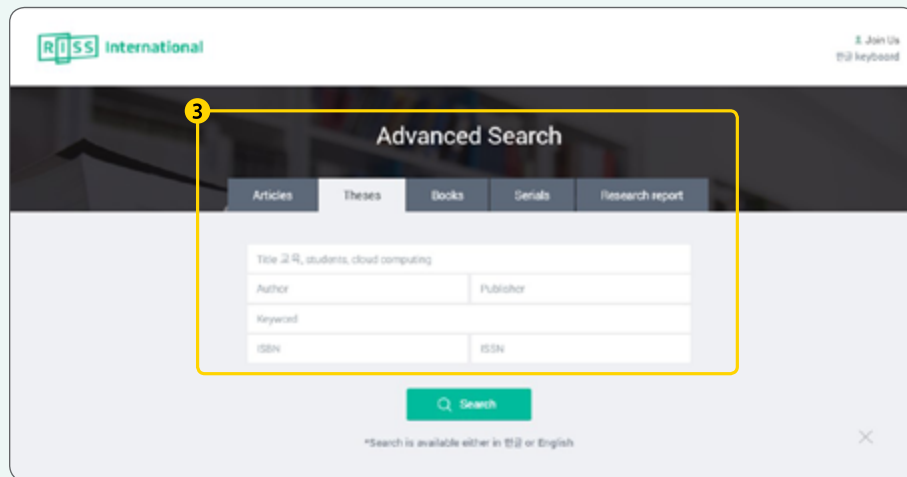 RISS International
Join Us
한글 keyboard
3
Advanced Search
Articles Theses Books Serials Research report
Title 교육, students, cloud computing
Author Publisher
Keyword
ISBN ISSN
Search
*Search is available either in 한글 or English